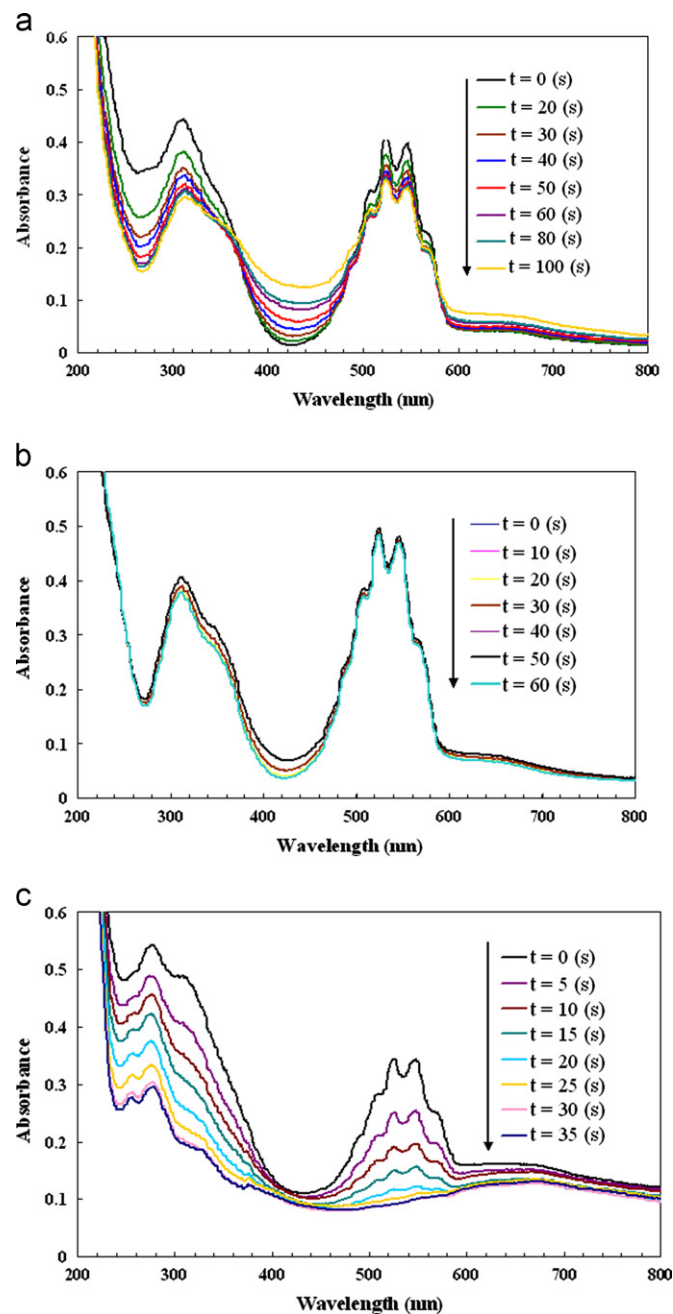 a
0.6
0.5
0.4
0.3
0.2
0.1
0
Absorbance
200 300 400 500 600 700 800
Wavelength (nm)
t = 0 (s)
t = 20 (s)
t = 30 (s)
t = 40 (s)
t = 50 (s)
t = 60 (s)
t = 80 (s)
t = 100 (s)
b
0.6
0.5
0.4
0.3
0.2
0.1
0
Absorbance
200 300 400 500 600 700 800
Wavelength (nm)
t = 0 (s)
t = 10 (s)
t = 20 (s)
t = 30 (s)
t = 40 (s)
t = 50 (s)
t = 60 (s)
c
0.6
0.5
0.4
0.3
0.2
0.1
0
Absorbance
200 300 400 500 600 700 800
Wavelength (nm)
t = 0 (s)
t = 5 (s)
t = 10 (s)
t = 15 (s)
t = 20 (s)
t = 25 (s)
t = 30 (s)
t = 35 (s)